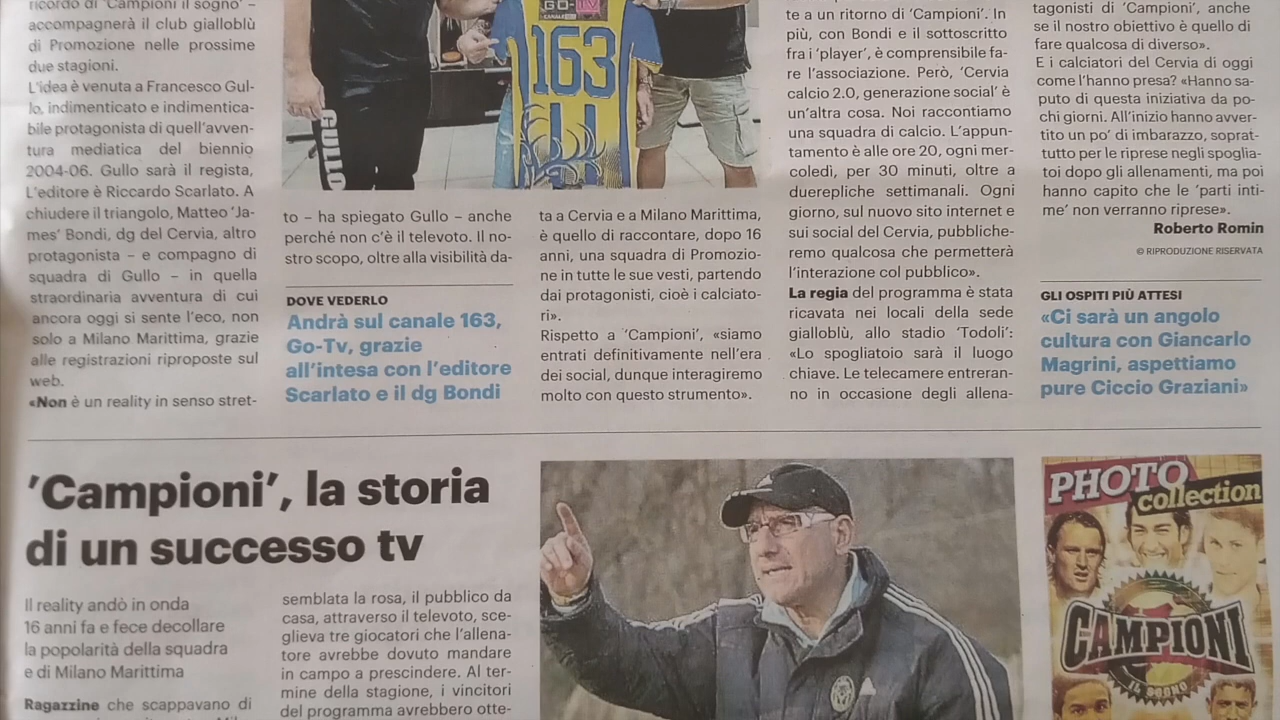 ricordo di 'Campioni il sogno' –
accompagnerà il club gialloblù
di Promozione nelle prossime
due stagioni.
L'idea è venuta a Francesco Gul-
lo, indimenticato e indimentica-
bile protagonista di quell'avven-
tura mediatica del biennio
2004-06. Gullo sarà il regista,
L'editore è Riccardo Scarlato. A
chiudere il triangolo, Matteo 'Ja-
mes' Bondi, dg del Cervia, altro
protagonista – e compagno di
squadra di Gullo – in quella
straordinaria avventura di cui
ancora oggi si sente l'eco, non
solo a Milano Marittima, grazie
alle registrazioni riproposte sul
web.
«Non è un reality in senso stret-
GO-TV
CANALE
163
GULLO
to – ha spiegato Gullo – anche
perché non c'è il televoto. Il no-
stro scopo, oltre alla visibilità da-
DOVE VEDERLO
Andrà sul canale 163,
Go-Tv, grazie
all'intesa con l'editore
Scarlato e il dg Bondi
ta a Cervia e a Milano Marittima,
è quello di raccontare, dopo 16
anni, una squadra di Promozio-
ne in tutte le sue vesti, partendo
dai protagonisti, cioè i calciato-
ri».
Rispetto a 'Campioni', «siamo
entrati definitivamente nell'era
dei social, dunque interagiremo
molto con questo strumento».
te a un ritorno di 'Campioni'. In
più, con Bondi e il sottoscritto
fra i 'player', è comprensibile fa-
re l'associazione. Però, 'Cervia
calcio 2.0, generazione social' è
un'altra cosa. Noi raccontiamo
una squadra di calcio. L'appun-
tamento è alle ore 20, ogni mer-
coledì, per 30 minuti, oltre a
duerepliche settimanali. Ogni
giorno, sul nuovo sito internet e
sui social del Cervia, pubbliche-
remo qualcosa che permetterà
l'interazione col pubblico».
La regia del programma è stata
ricavata nei locali della sede
gialloblù, allo stadio 'Todoli':
«Lo spogliatoio sarà il luogo
chiave. Le telecamere entreran-
no in occasione degli allena-
tagonisti di 'Campioni', anche
se il nostro obiettivo è quello di
fare qualcosa di diverso».
E i calciatori del Cervia di oggi
come l'hanno presa? «Hanno sa-
puto di questa iniziativa da po-
chi giorni. All'inizio hanno avver-
tito un po' di imbarazzo, soprat-
tutto per le riprese negli spoglia-
toi dopo gli allenamenti, ma poi
hanno capito che le 'parti inti-
me' non verranno riprese».
Roberto Romin
© RIPRODUZIONE RISERVATA
GLI OSPITI PIÙ ATTESI
«Ci sarà un angolo
cultura con Giancarlo
Magrini, aspettiamo
pure Ciccio Graziani»
'Campioni', la storia
di un successo tv
Il reality andò in onda
16 anni fa e fece decollare
la popolarità della squadra
e di Milano Marittima
Ragazzine che scappavano di
semblata la rosa, il pubblico da
casa, attraverso il televoto, sce-
glieva tre giocatori che l'allena-
tore avrebbe dovuto mandare
in campo a prescindere. Al ter-
mine della stagione, i vincitori
del programma avrebbero otte-
PHOTO
collection
CAMPIONI
IL SOGNO